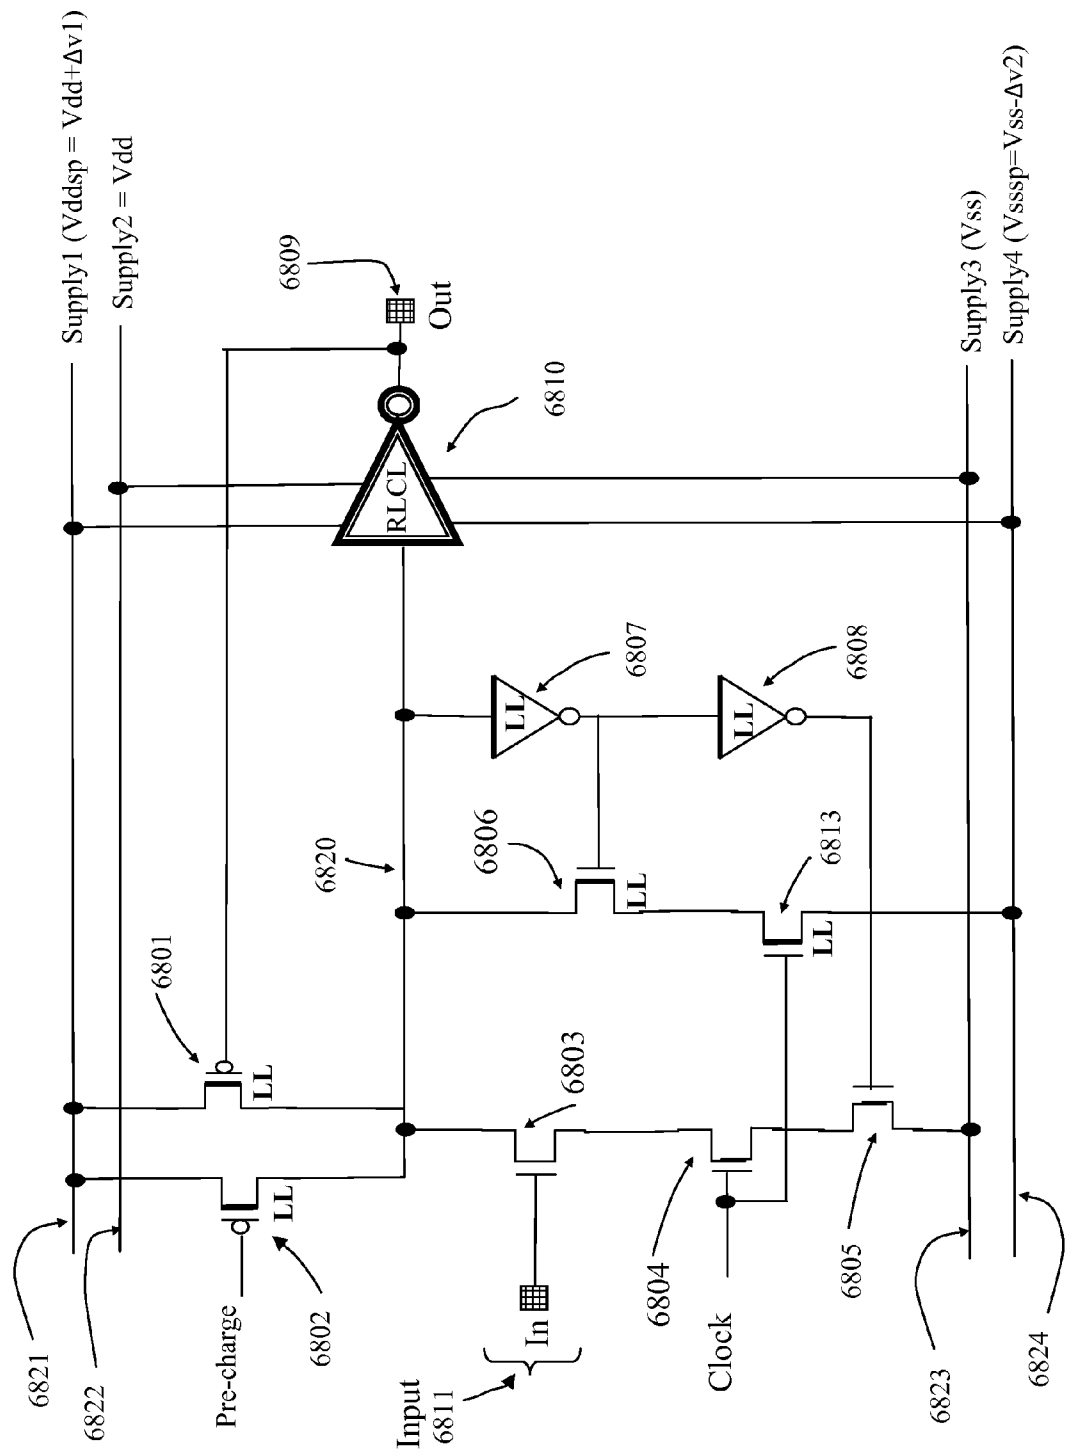 Supply1 (Vddsp = Vdd+Δv1)
Supply2 = Vdd
6809
Out
6810
RLCL
Supply3 (Vss)
Supply4 (Vsssp=Vss-Δv2)
6807
LL
6808
LL
6820
6806
LL
6813
LL
6801
LL
6803
LL
6802
Pre-charge
6804
6805
In
Input
6811
Clock
6821
6822
6823
6824